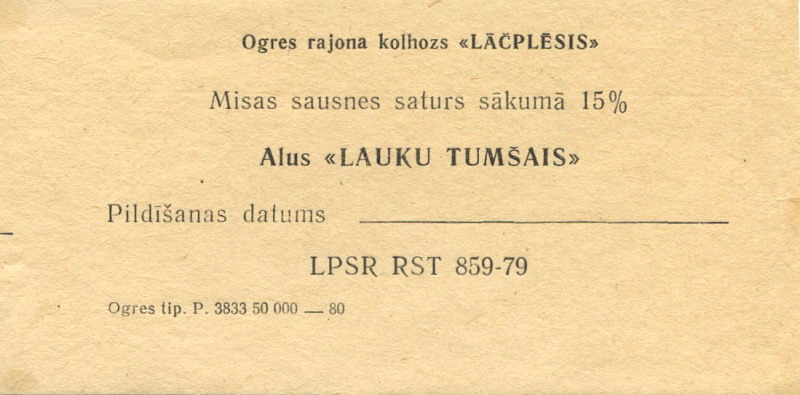 Ogres rajona kolhozs «LĀČPLĒSIS»
Misas sausnes saturs sākumā 15%
Alus «LAUKU TUMŠAIS»
Pildīšanas datums
LPSR RST 859-79
Ogres tip. P. 3833 50 000 — 80